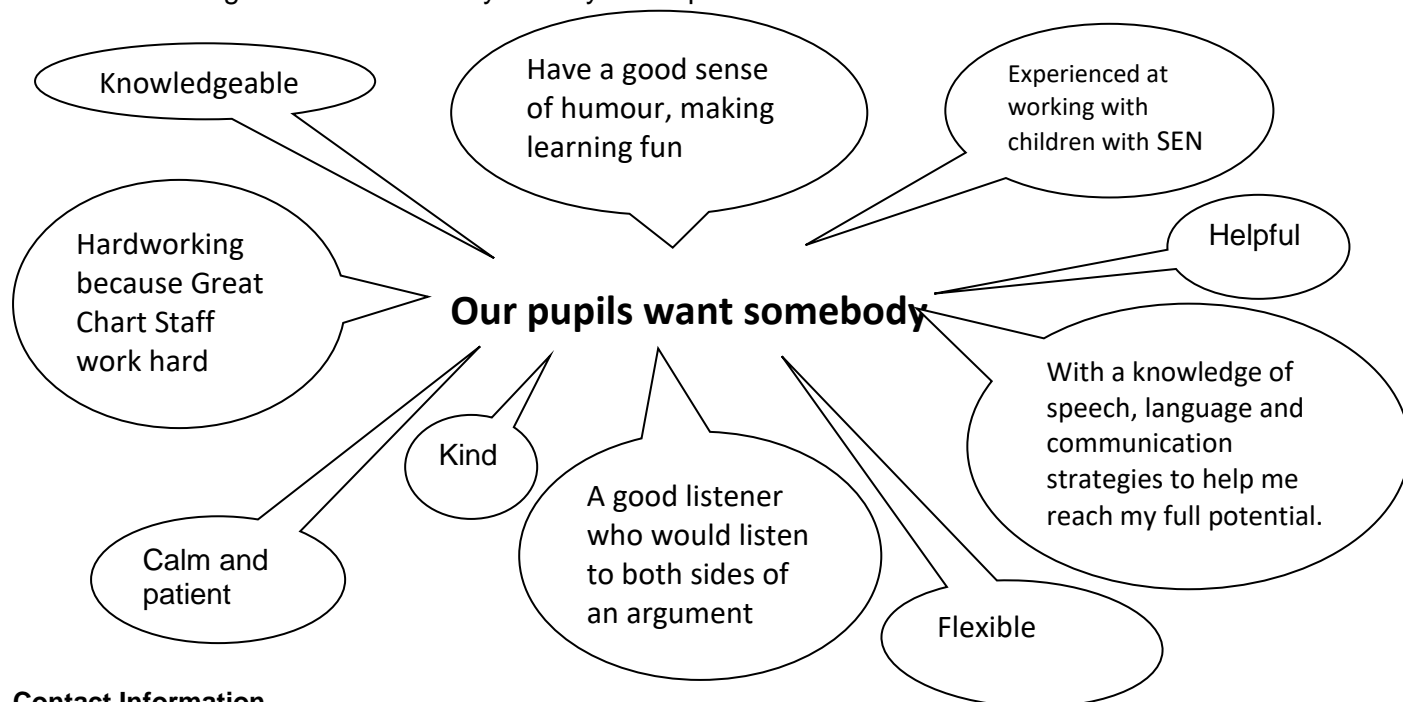 Knowledgeable
Have a good sense
of humour, making
learning fun
Experienced at
working with
children with SEN
Hardworking
because Great
Chart Staff
work hard
Helpful
Our pupils want somebody
With a knowledge of
speech, language and
communication
strategies to help me
reach my full potential.
Kind
A good listener
who would listen
to both sides of
an argument
Calm and
patient
Flexible
Contact Information